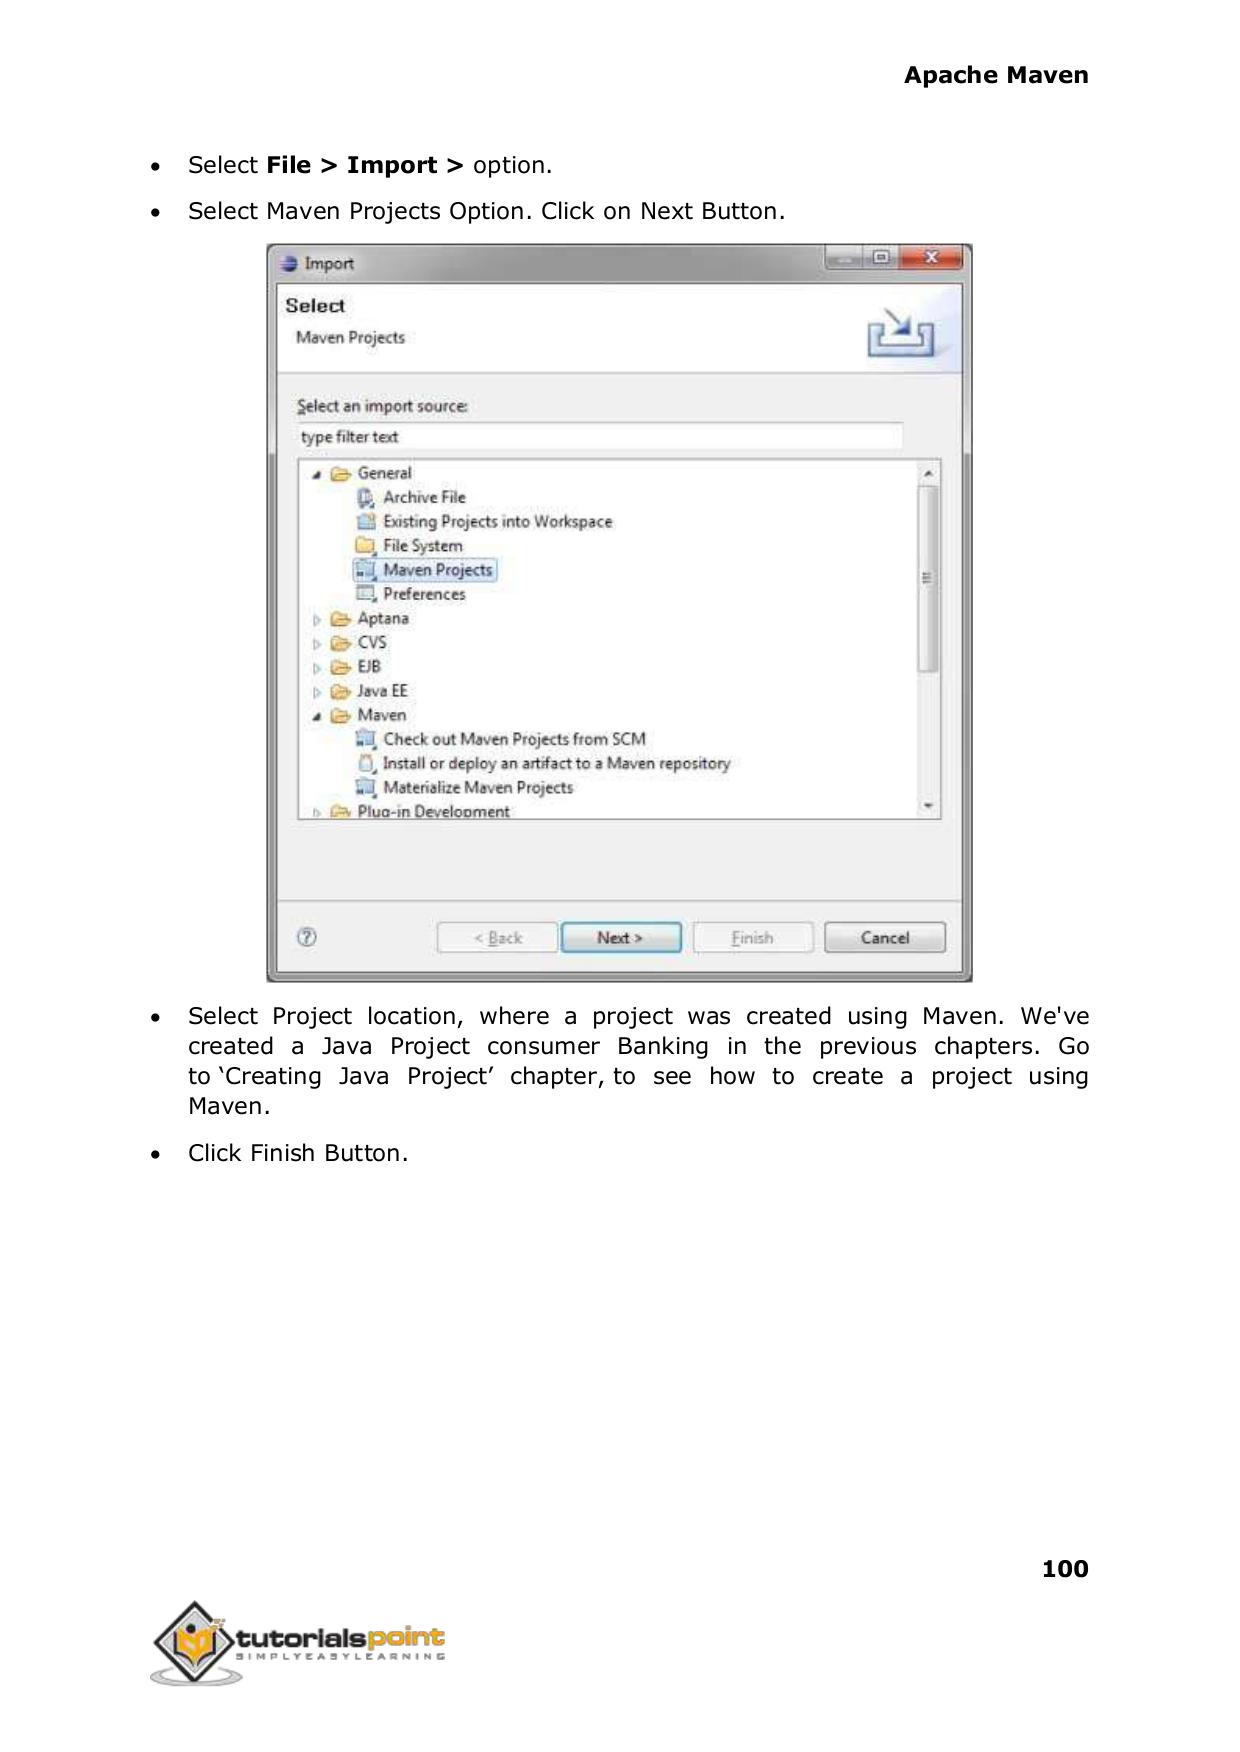 Apache Maven
• Select File > Import > option.
• Select Maven Projects Option. Click on Next Button.
Import
Select
Maven Projects
Select an import source:
type filter text
General
Archive File
Existing Projects into Workspace
File System
Maven Projects
Preferences
Aptana
CVS
EJB
Java EE
Maven
Check out Maven Projects from SCM
Install or deploy an artifact to a Maven repository
Materialize Maven Projects
Plug-in Development
? < Back Next > Finish Cancel
• Select Project location, where a project was created using Maven. We've
created a Java Project consumer Banking in the previous chapters. Go
to ‘Creating Java Project’ chapter, to see how to create a project using
Maven.
• Click Finish Button.
100
tutorialspoint
SIMPLYEASYLEARNING